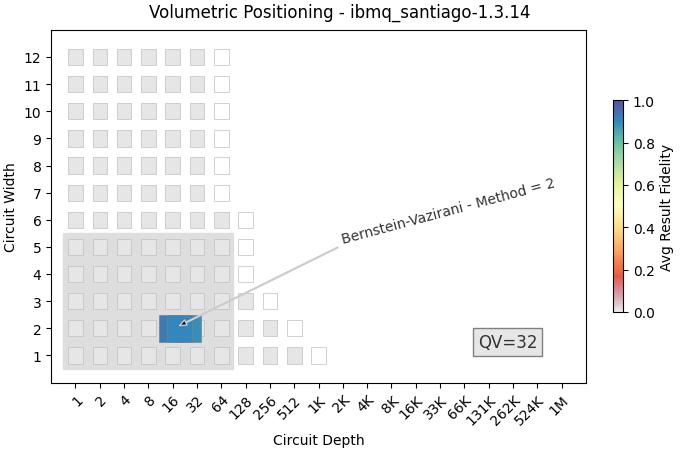 Volumetric Positioning - ibmq_santiago-1.3.14
12
11
10
9
8
7
6
5
4
3
2
1
Circuit Width
Bernstein-Vazirani - Method = 2
QV=32
1 2 4 8 16 32 64 128 256 512 1K 2K 4K 8K 16K 33K 66K 131K 262K 524K 1M
Circuit Depth
1.0
0.8
0.6
0.4
0.2
0.0
Avg Result Fidelity